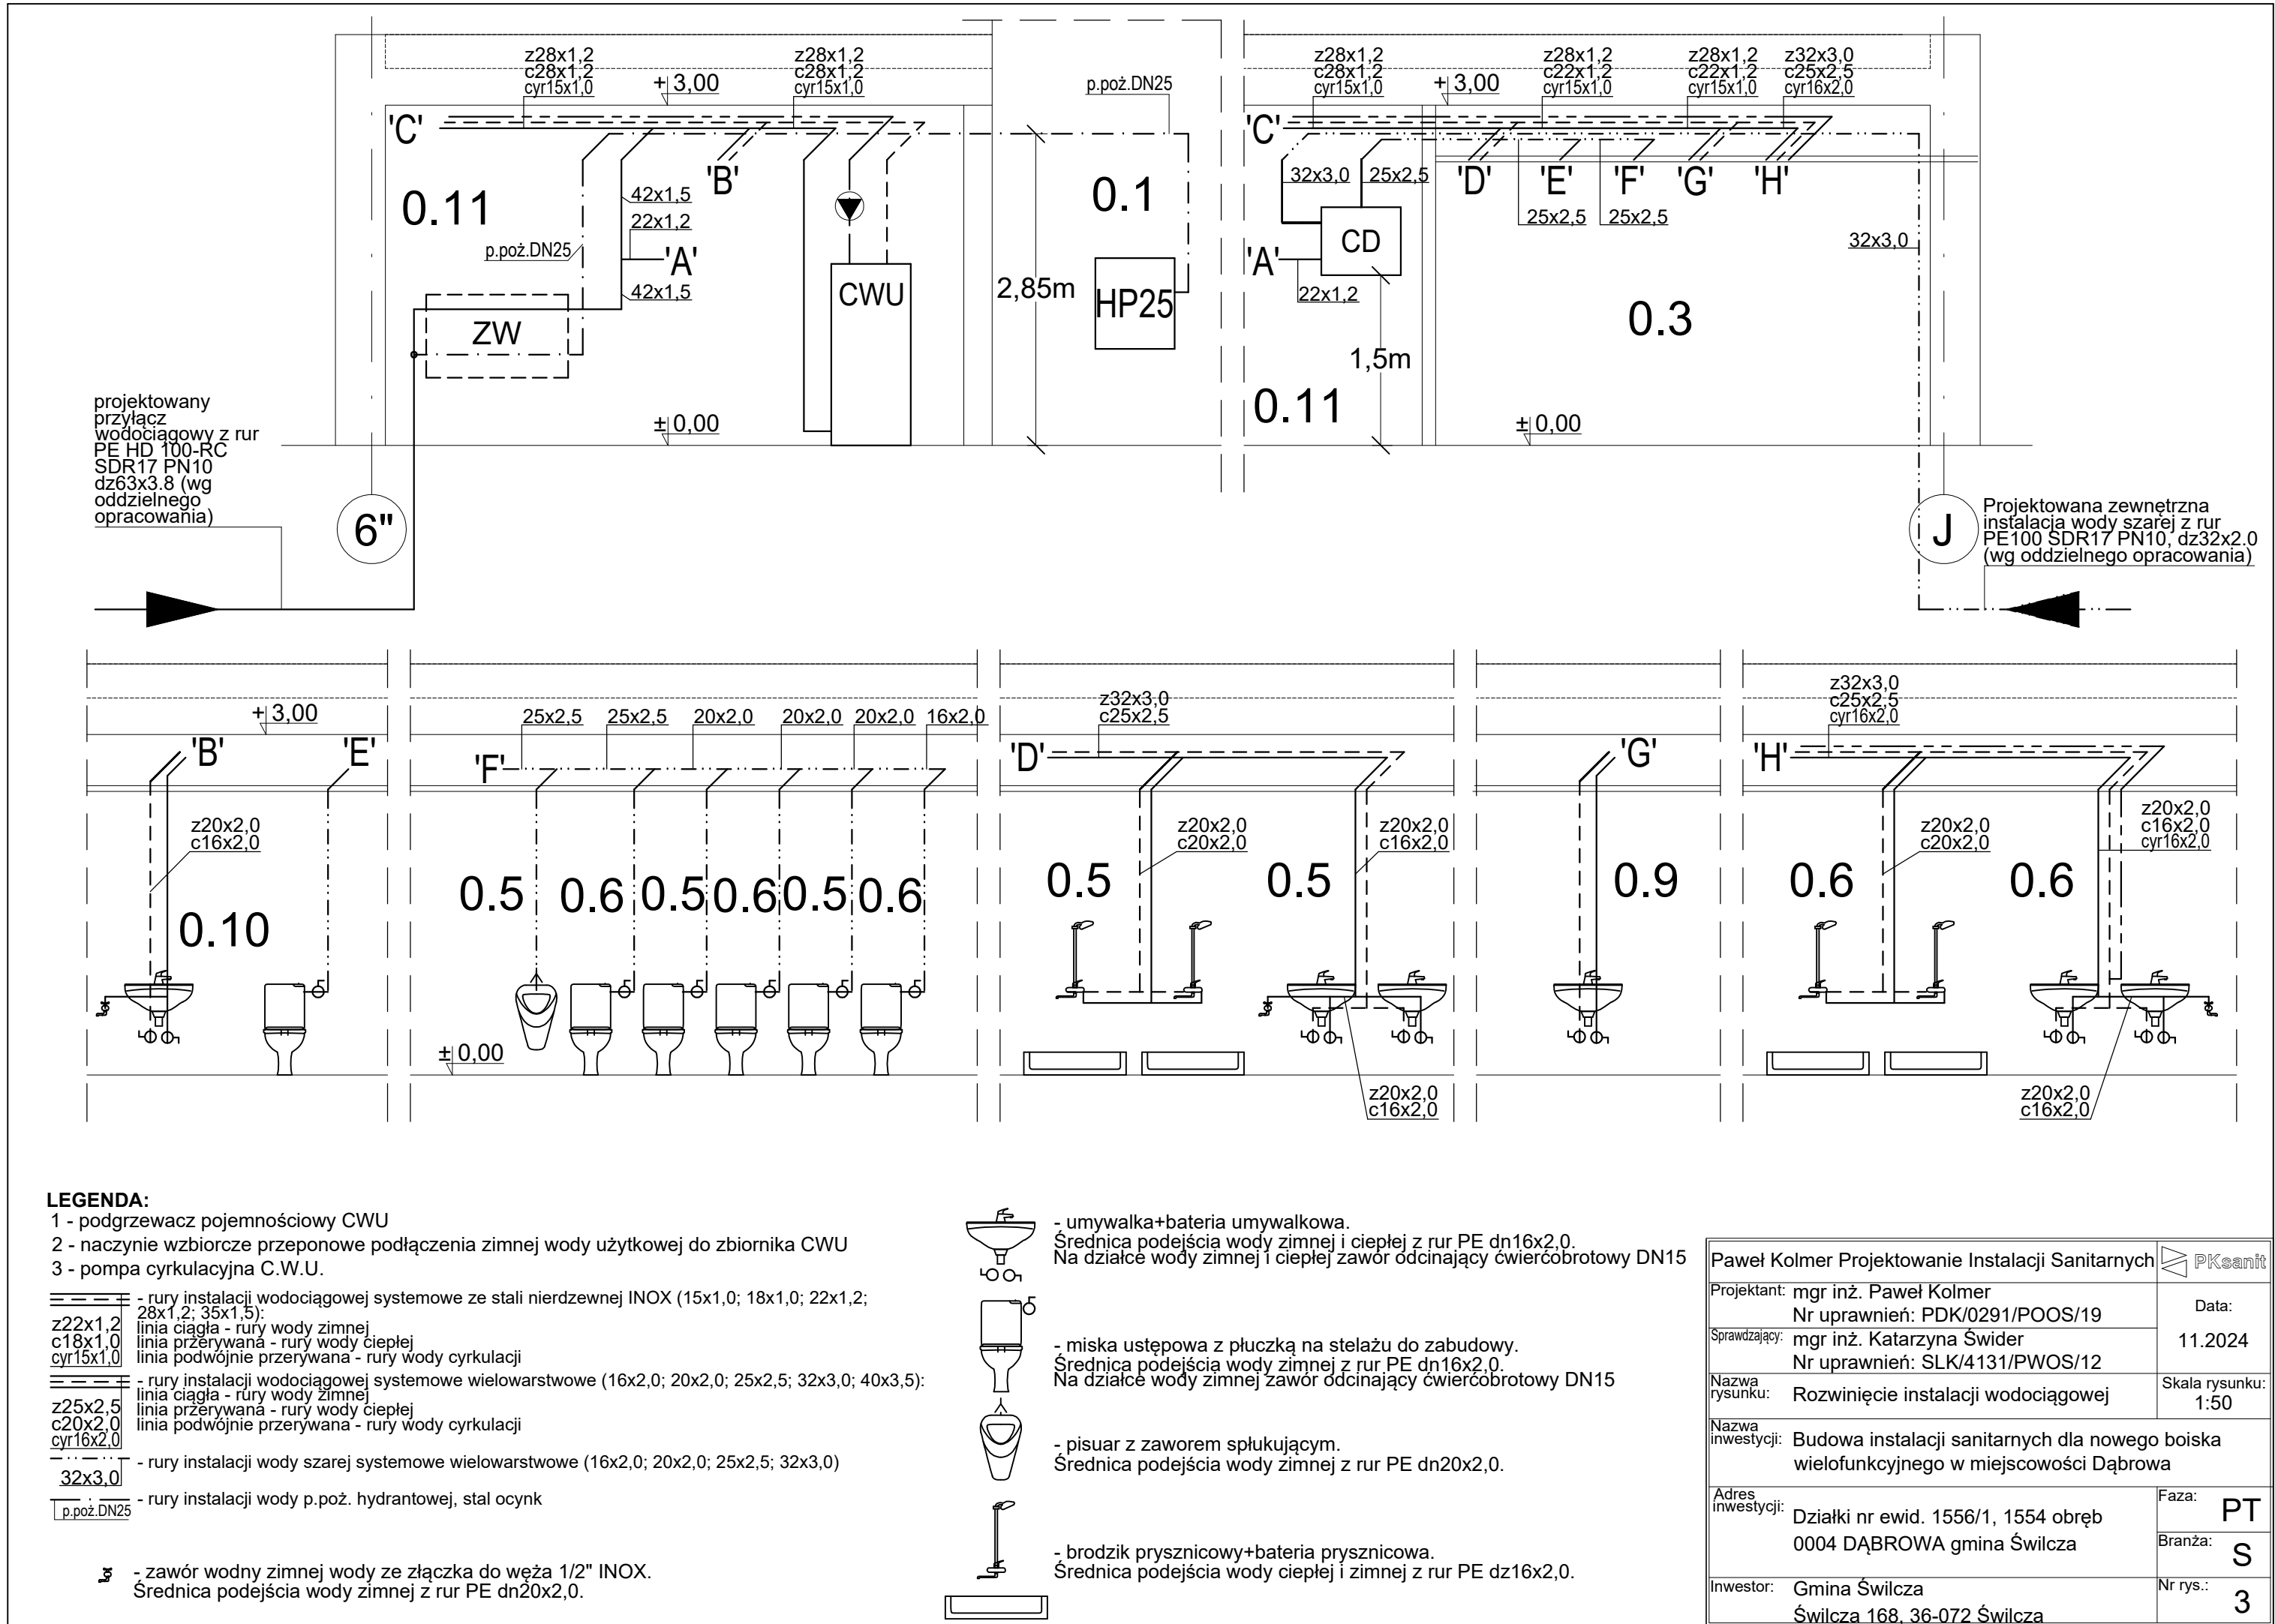 z28x1,2
c28x1,2
cyr15x1,0
+ 3,00
z28x1,2
c28x1,2
cyr15x1,0
p.poż.DN25
z28x1,2
c28x1,2
cyr15x1,0
+ 3,00
z28x1,2
c22x1,2
cyr15x1,0
z28x1,2
c22x1,2
cyr15x1,0
z32x3,0
c25x2,5
cyr16x2,0
'C'
'B'
0.11
42x1,5
22x1,2
p.poż.DN25
'A'
42x1,5
ZW
CWU
2,85m
0.1
HP25
'C'
32x3,0
25x2,5
'D'
'E'
'F'
'G'
'H'
25x2,5
25x2,5
CD
'A'
22x1,2
32x3,0
0.3
1,5m
0.11
± 0,00
± 0,00
projektowany
przyłącz
wodociągowy z rur
PE HD 100-RC
SDR17 PN10
dz63x3.8 (wg
oddzielnego
opracowania)
6"
J
Projektowana zewnętrzna
instalacja wody szarej z rur
PE100 SDR17 PN10, dz32x2.0
(wg oddzielnego opracowania)
+ 3,00
'B'
'E'
z20x2,0
c16x2,0
0.10
25x2,5
25x2,5
20x2,0
20x2,0
20x2,0
16x2,0
'F'
0.5
0.6
0.5
0.6
0.5
0.6
± 0,00
z32x3,0
c25x2,5
'D'
z20x2,0
c20x2,0
z20x2,0
c16x2,0
0.5
0.5
z20x2,0
c16x2,0
'G'
0.9
z32x3,0
c25x2,5
cyr16x2,0
'H'
z20x2,0
c20x2,0
z20x2,0
c16x2,0
cyr16x2,0
0.6
0.6
z20x2,0
c16x2,0
LEGENDA:
1 - podgrzewacz pojemnościowy CWU
2 - naczynie wzbiorcze przeponowe podłączenia zimnej wody użytkowej do zbiornika CWU
3 - pompa cyrkulacyjna C.W.U.
- rury instalacji wodociągowej systemowe ze stali nierdzewnej INOX (15x1,0; 18x1,0; 22x1,2;
28x1,2; 35x1,5):
z22x1,2 linia ciągła - rury wody zimnej
c18x1,0 linia przerywana - rury wody ciepłej
cyr15x1,0 linia podwójnie przerywana - rury wody cyrkulacji
- rury instalacji wodociągowej systemowe wielowarstwowe (16x2,0; 20x2,0; 25x2,5; 32x3,0; 40x3,5):
linia ciągła - rury wody zimnej
z25x2,5 linia przerywana - rury wody ciepłej
c20x2,0 linia podwójnie przerywana - rury wody cyrkulacji
cyr16x2,0
- rury instalacji wody szarej systemowe wielowarstwowe (16x2,0; 20x2,0; 25x2,5; 32x3,0)
32x3,0
- rury instalacji wody p.poż. hydrantowej, stal ocynk
p.poż.DN25
- zawór wodny zimnej wody ze złączka do węża 1/2" INOX.
Średnica podejścia wody zimnej z rur PE dn20x2,0.
- umywalka+bateria umywalkowa.
Średnica podejścia wody zimnej i ciepłej z rur PE dn16x2,0.
Na działce wody zimnej i ciepłej zawór odcinający ćwierćobrotowy DN15
- miska ustępowa z płuczką na stelażu do zabudowy.
Średnica podejścia wody zimnej z rur PE dn16x2,0.
Na działce wody zimnej zawór odcinający ćwierćobrotowy DN15
- pisuar z zaworem spłukującym.
Średnica podejścia wody zimnej z rur PE dn20x2,0.
- brodzik prysznicowy+bateria prysznicowa.
Średnica podejścia wody ciepłej i zimnej z rur PE dz16x2,0.
Paweł Kolmer Projektowanie Instalacji Sanitarnych PKsanit
Projektant: mgr inż. Paweł Kolmer
Nr uprawnień: PDK/0291/POOS/19
Data:
11.2024
Sprawdzający: mgr inż. Katarzyna Świder
Nr uprawnień: SLK/4131/PWOS/12
Nazwa
rysunku: Rozwinięcie instalacji wodociągowej
Skala rysunku:
1:50
Nazwa
inwestycji: Budowa instalacji sanitarnych dla nowego boiska
wielofunkcyjnego w miejscowości Dąbrowa
Adres
inwestycji: Działki nr ewid. 1556/1, 1554 obręb
0004 DĄBROWA gmina Świlcza
Faza: PT
Branża: S
Inwestor: Gmina Świlcza
Świlcza 168, 36-072 Świlcza
Nr rys.: 3